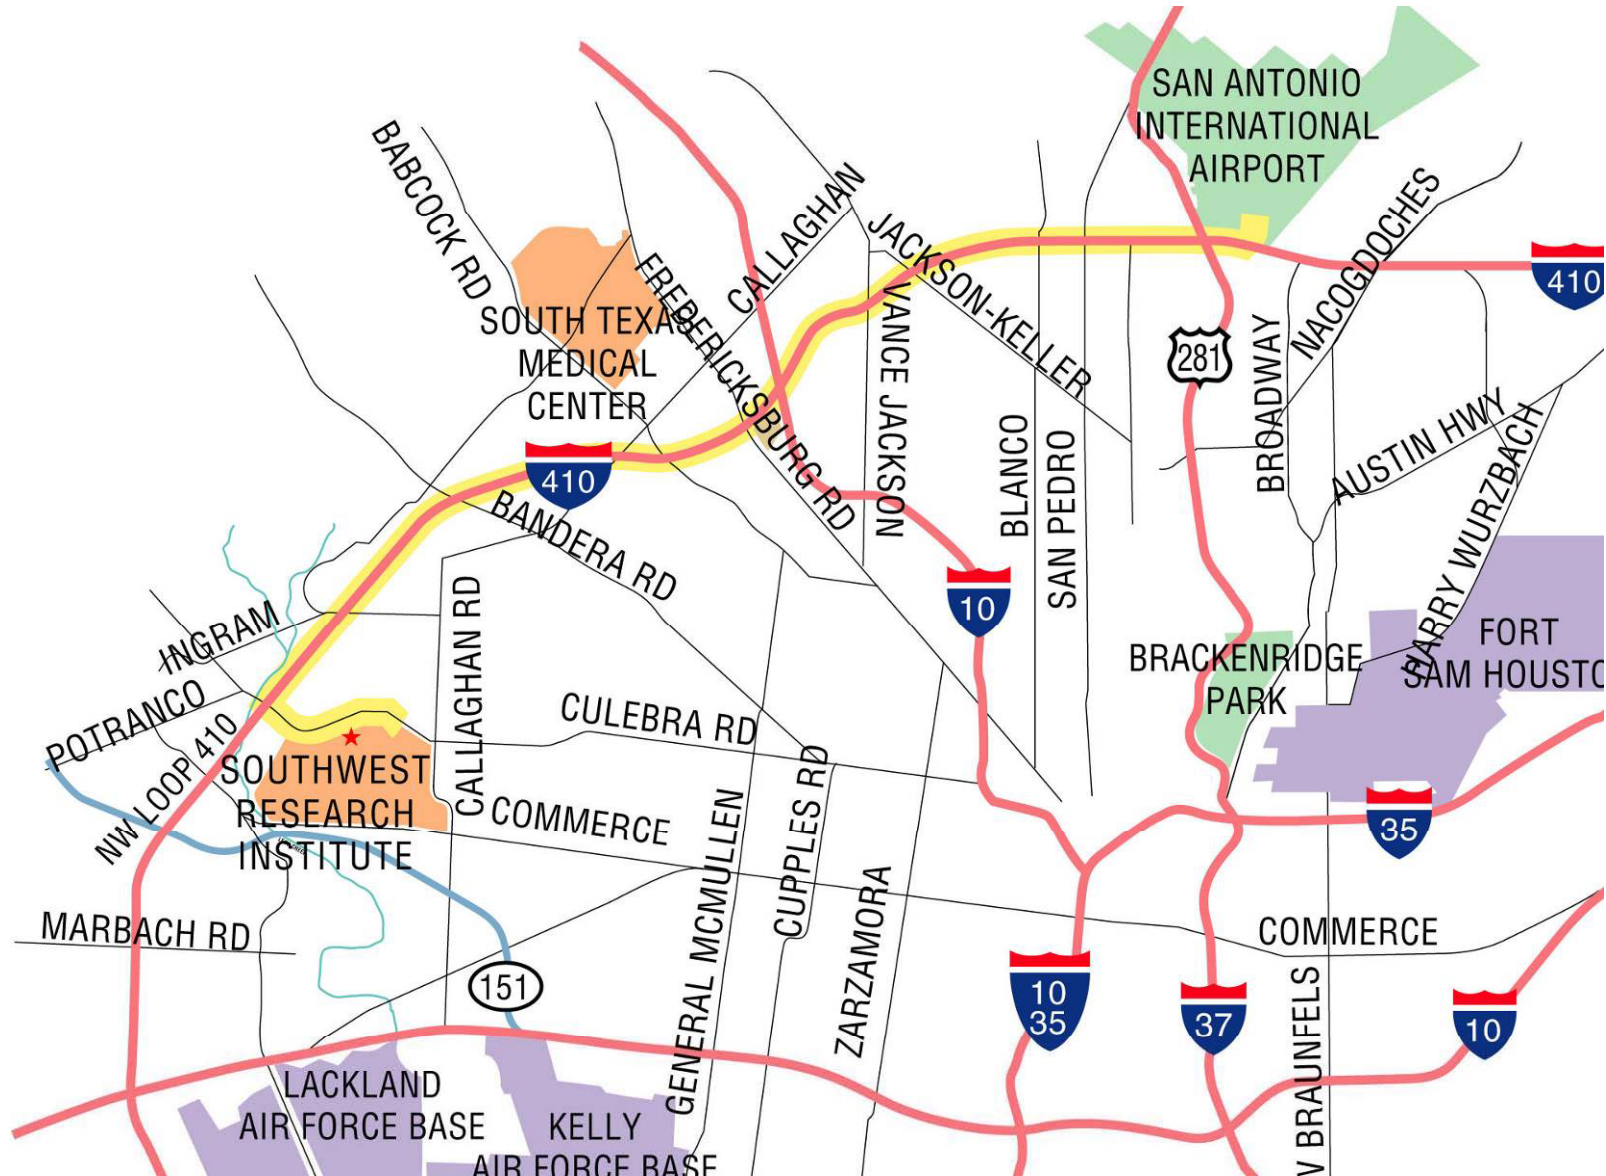 SAN ANTONIO
INTERNATIONAL
AIRPORT
BABCOCK RD
CALLAGHAN
JACKSON-KELLER
NACOGDOCHES
FREDERICKSBURG RD
410
SOUTH TEXAS
MEDICAL
CENTER
VANCE JACKSON
281
BROADWAY
AUSTIN HWY
HARRY WURZBACH
BLANCO
SAN PEDRO
410
BANDERA RD
10
INGRAM
CALLAGHAN RD
FORT
SAM HOUSTO
BRACKENRIDGE
PARK
POTRANCO
NW LOOP 410
CULEBRA RD
SOUTHWEST
RESEARCH
INSTITUTE
COMMERCE
GENERAL MCMULLEN
CUPPLES RD
ZARZAMORA
35
MARBACH RD
COMMERCE
151
10
35
37
10
BRAUNFELS
LACKLAND
AIR FORCE BASE
KELLY
AIR FORCE BASE